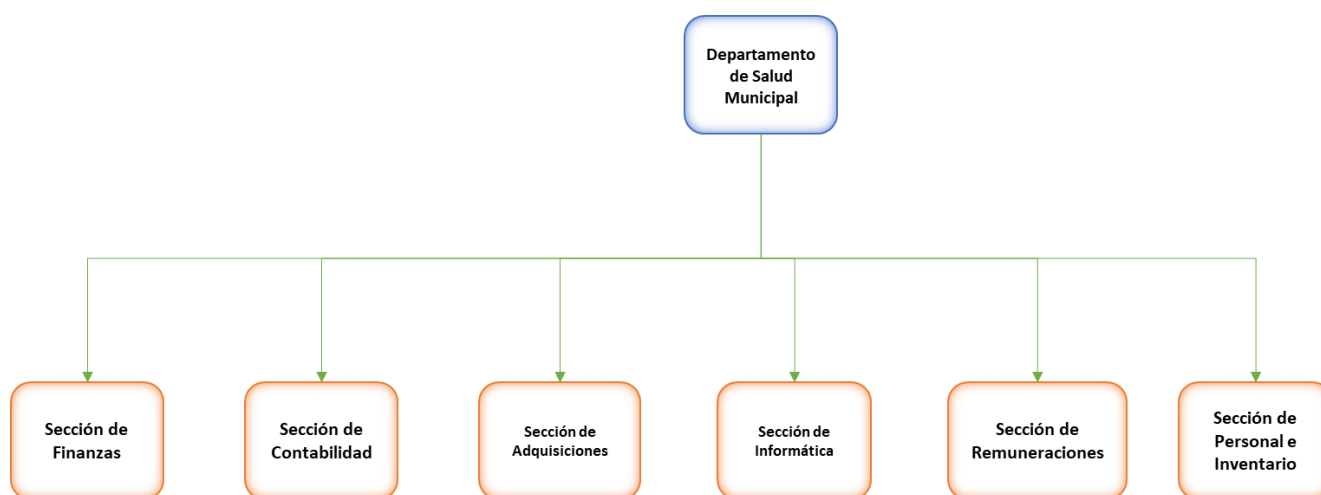 Departamento
de Salud
Municipal
Sección de
Finanzas
Sección de
Contabilidad
Sección de
Adquisiciones
Sección de
Informática
Sección de
Remuneraciones
Sección de
Personal e
Inventario